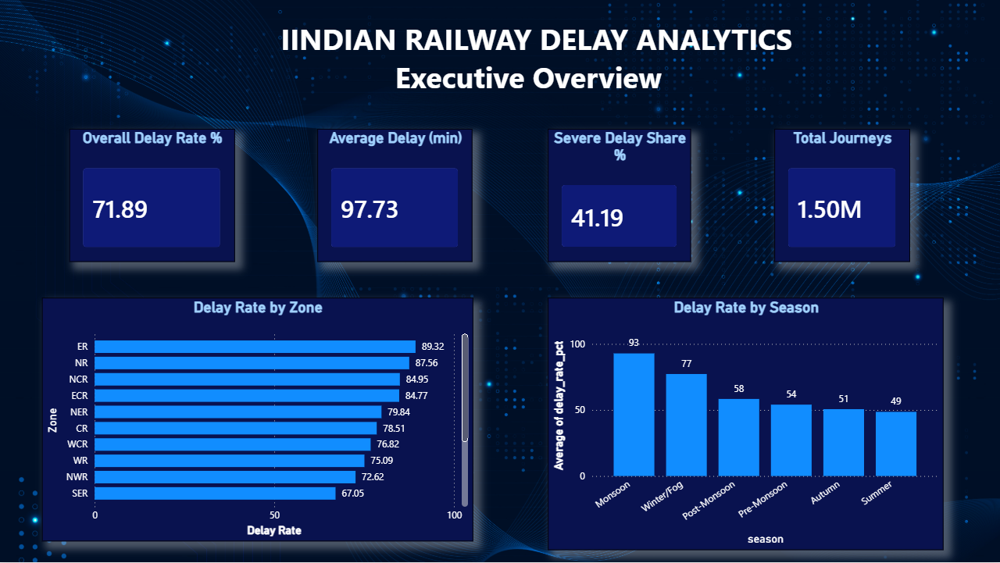 IINDIAN RAILWAY DELAY ANALYTICS
Executive Overview
Overall Delay Rate %
71.89
Average Delay (min)
97.73
Severe Delay Share
%
41.19
Total Journeys
1.50M
Delay Rate by Zone
Zone
ER 89.32
NR 87.56
NCR 84.95
ECR 84.77
NER 79.84
CR 78.51
WCR 76.82
WR 75.09
NWR 72.62
SER 67.05
0 50 100
Delay Rate
Delay Rate by Season
Average of delay_rate_pct
100
50
0
93
77
58
54
51
49
Monsoon
Winter/Fog
Post-Monsoon
Pre-Monsoon
Autumn
Summer
season